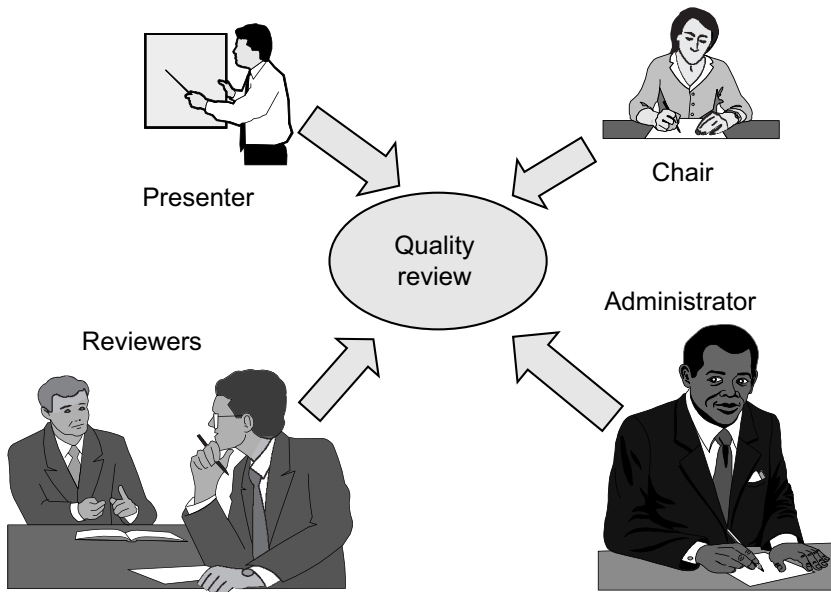 Presenter
Chair
Quality
review
Administrator
Reviewers